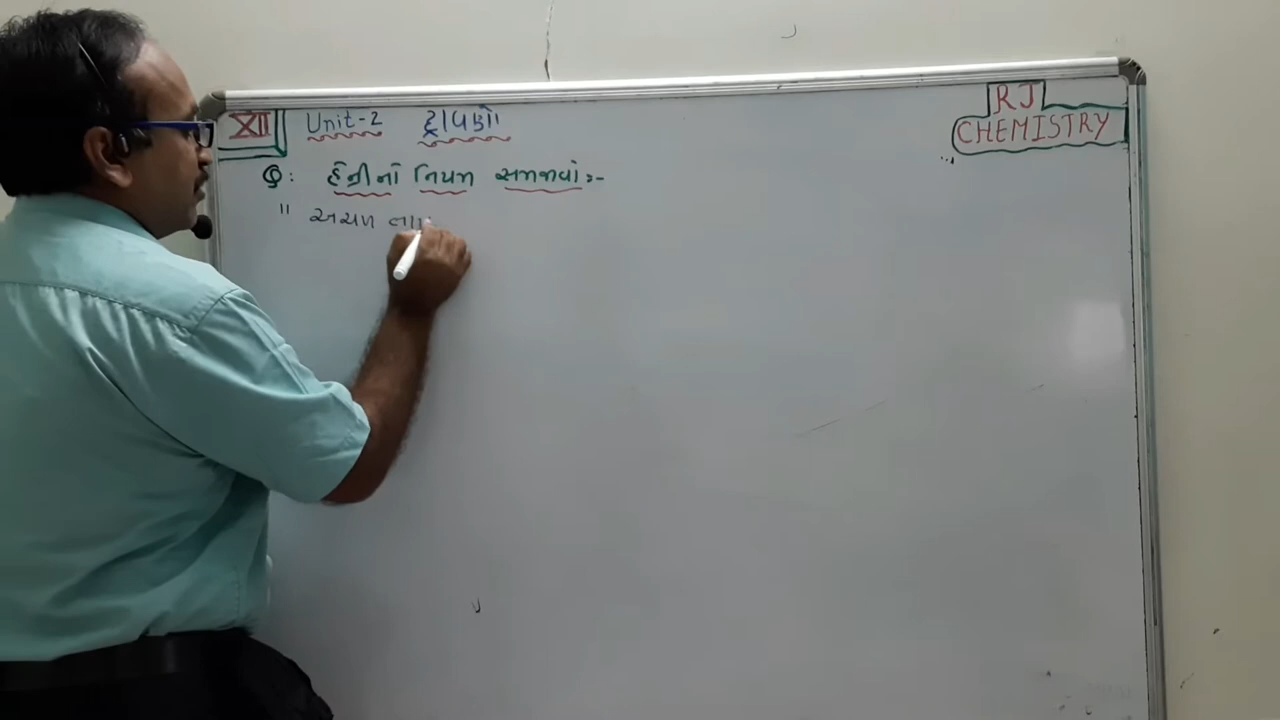 XII Unit-2 દ્રાવણો
RJ
CHEMISTRY
Q: હેન્રીનો નિયમ સમજાવો :-
" અચળ તાપ